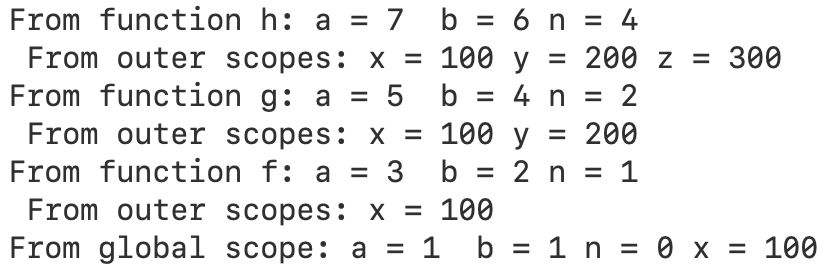 From function h: a = 7  b = 6 n = 4
 From outer scopes: x = 100 y = 200 z = 300
From function g: a = 5  b = 4 n = 2
 From outer scopes: x = 100 y = 200
From function f: a = 3  b = 2 n = 1
 From outer scopes: x = 100
From global scope: a = 1  b = 1 n = 0 x = 100